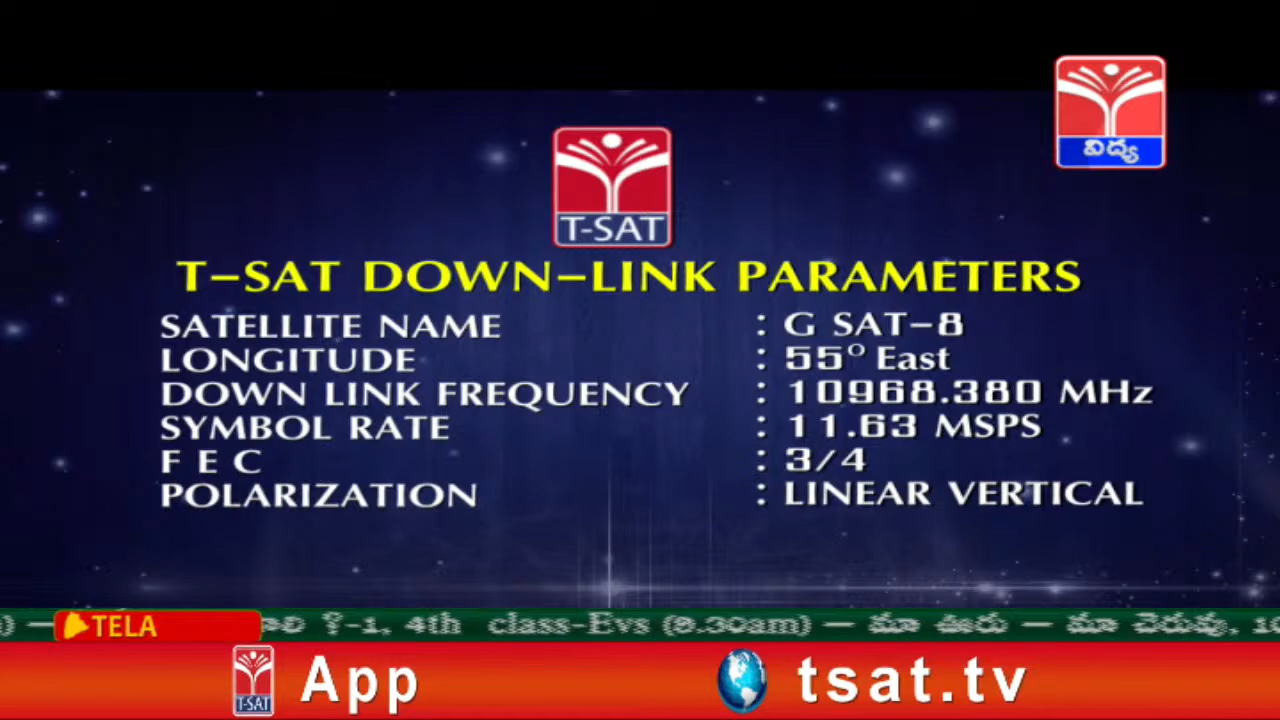 విద్య
T-SAT
T-SAT DOWN-LINK PARAMETERS
SATELLITE NAME : G SAT-8
LONGITUDE : 55° East
DOWN LINK FREQUENCY : 10968.380 MHz
SYMBOL RATE : 11.63 MSPS
F E C : 3/4
POLARIZATION : LINEAR VERTICAL
TELA 4th class-Evs (8.30am) – మా ఊరు – మా చెరువు,
T-SAT App tsat.tv